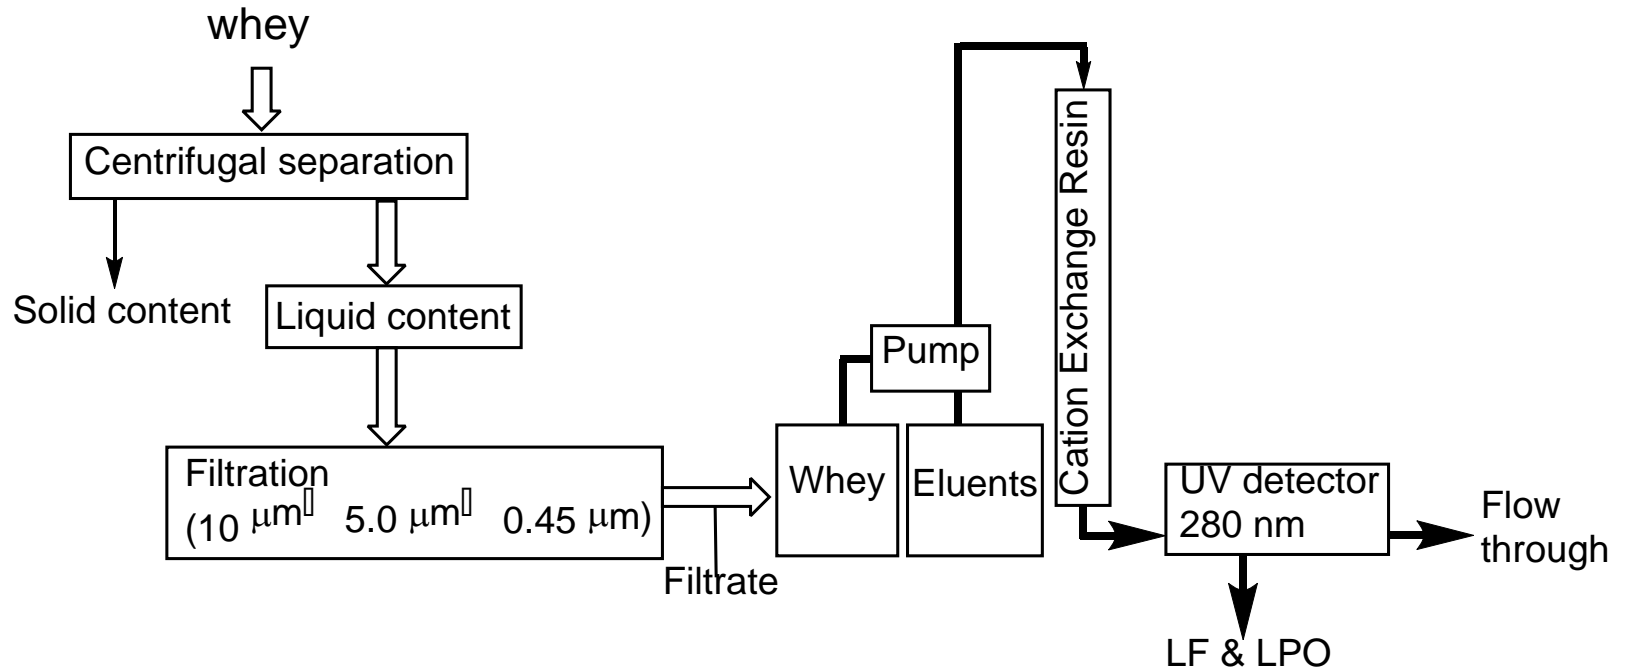 whey
Centrifugal separation
Solid content
Liquid content
Filtration
(10 μm▯ 5.0 μm▯ 0.45 μm)
Filtrate
Whey
Eluents
Pump
Cation Exchange Resin
UV detector
280 nm
Flow
through
LF & LPO